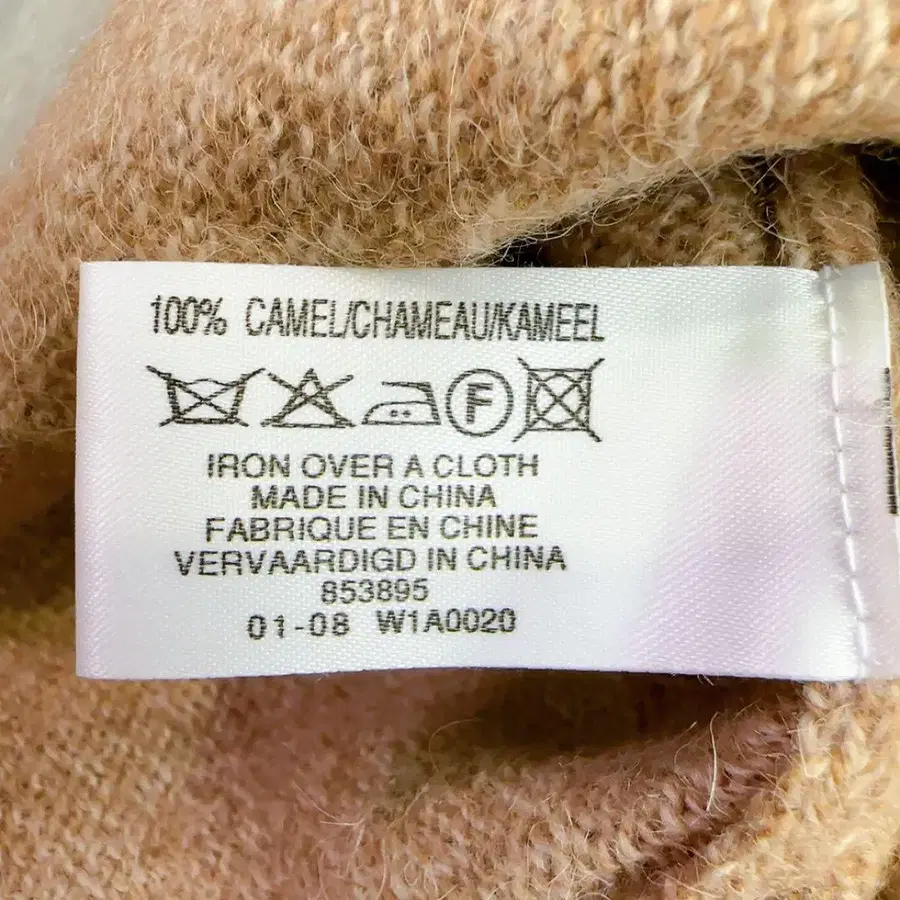 100% CAMEL/CHAMEAU/KAMEEL
F
IRON OVER A CLOTH
MADE IN CHINA
FABRIQUE EN CHINE
VERVAARDIGD IN CHINA
853895
01-08 W1A0020